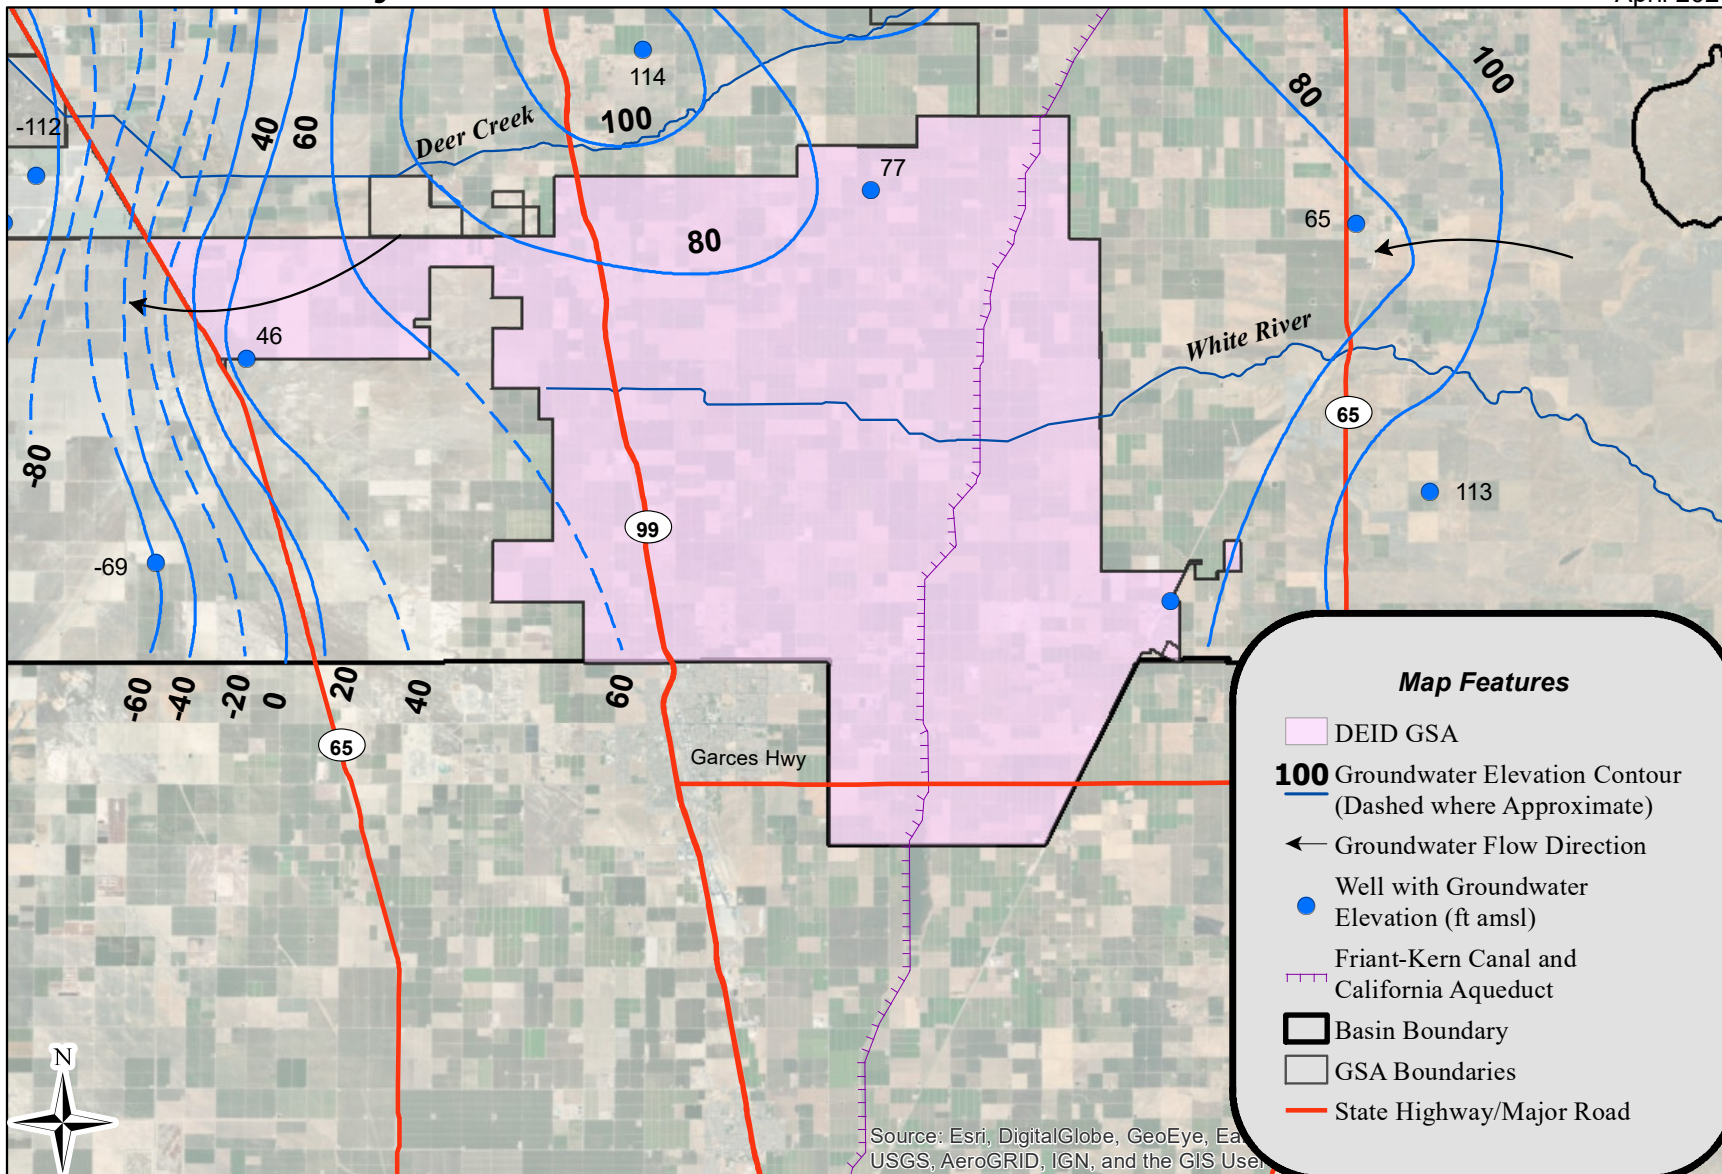 114
100
Deer Creek
-112
40
60
80
100
77
65
80
46
White River
65
-80
99
113
-69
-60
-40
-20
0
20
40
60
65
Garces Hwy
Map Features
DEID GSA
100 Groundwater Elevation Contour
(Dashed where Approximate)
Groundwater Flow Direction
Well with Groundwater
Elevation (ft amsl)
Friant-Kern Canal and
California Aqueduct
Basin Boundary
GSA Boundaries
State Highway/Major Road
N
Source: Esri, DigitalGlobe, GeoEye,
USGS, AeroGRID, IGN, and the GIS User